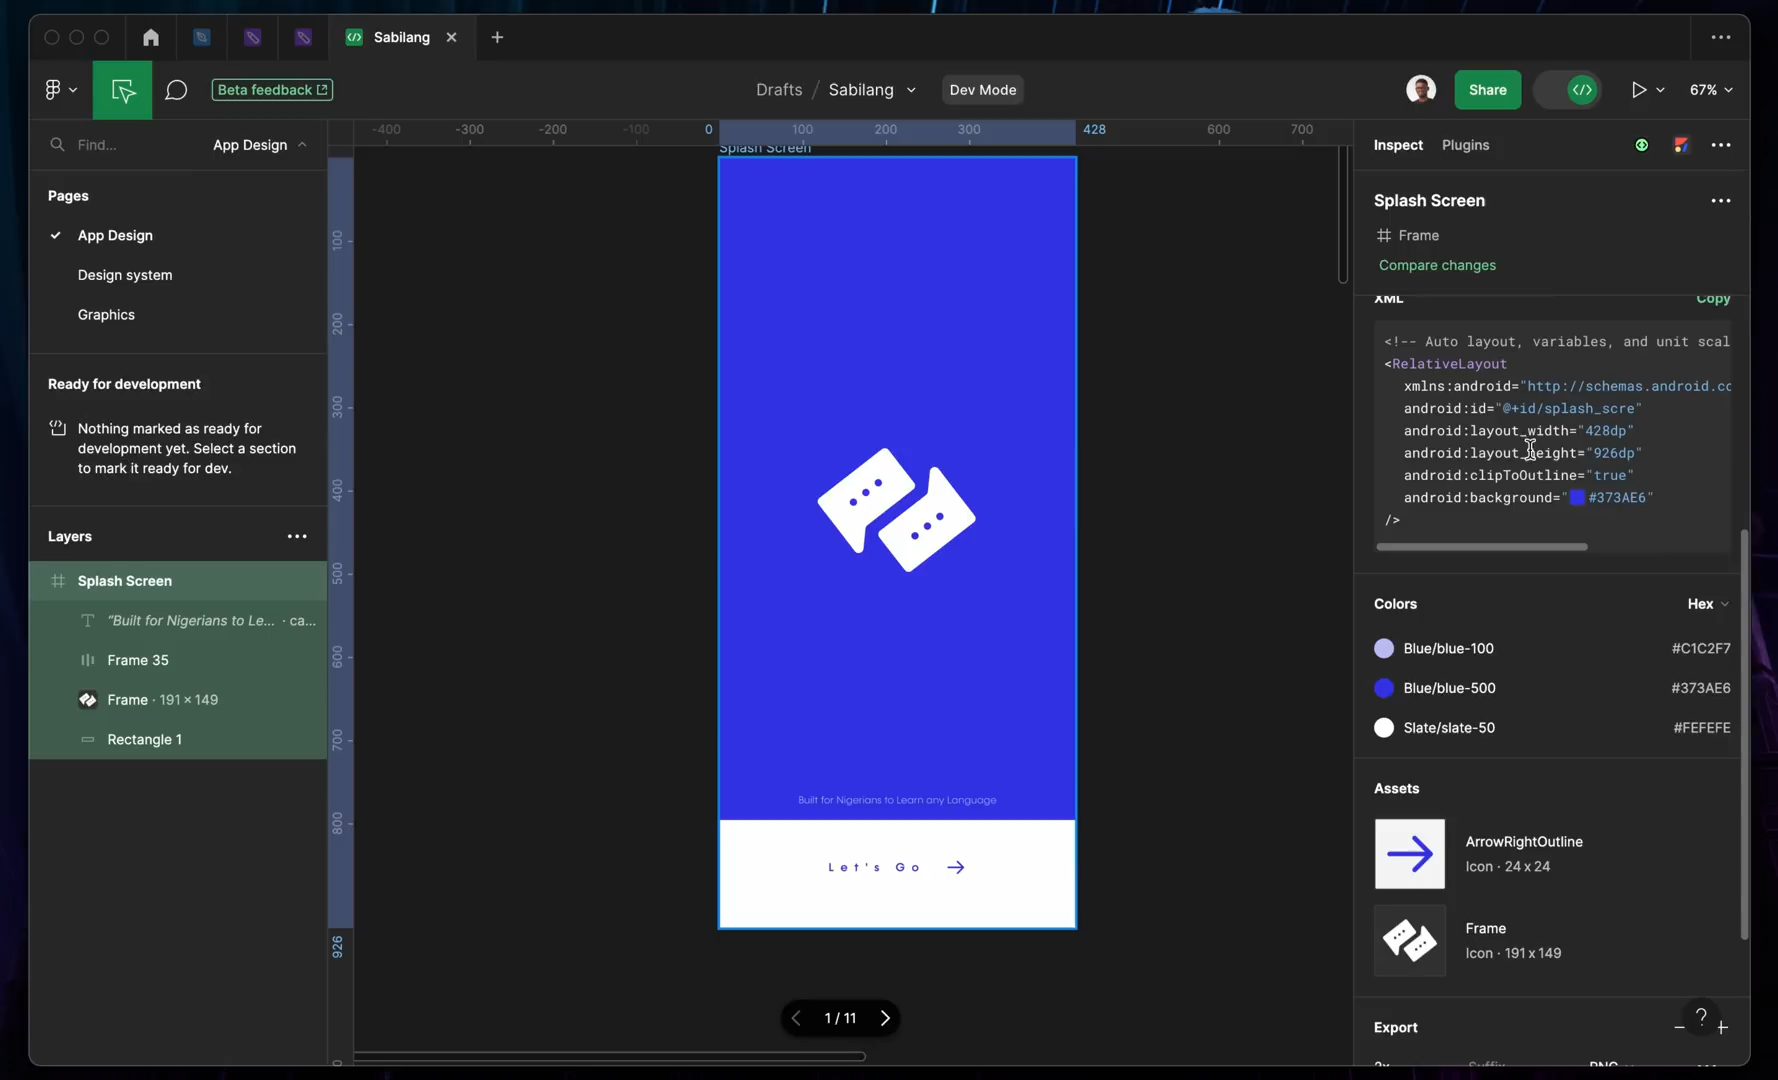 Sabilang
Beta feedback
Drafts / Sabilang
Dev Mode
Share
67%
Find...
App Design
Pages
App Design
Design system
Graphics
Ready for development
Nothing marked as ready for
development yet. Select a section
to mark it ready for dev.
Layers
Splash Screen
“Built for Nigerians to Le... · ca...
Frame 35
Frame · 191 × 149
Rectangle 1
-400 -300 -200 -100 0 100 200 300 428 600 700
100
200
300
400
500
600
700
800
926
Splash Screen
Built for Nigerians to Learn any Language
Let's Go
1 / 11
Inspect Plugins
Splash Screen
Frame
Compare changes
XML Copy
<!-- Auto layout, variables, and unit scal
<RelativeLayout
xmlns:android="http://schemas.android.cc
android:id="@+id/splash_scre"
android:layout_width="428dp"
android:layout_height="926dp"
android:clipToOutline="true"
android:background="#373AE6"
/>
Colors Hex
Blue/blue-100 #C1C2F7
Blue/blue-500 #373AE6
Slate/slate-50 #FEFEFE
Assets
ArrowRightOutline
Icon · 24 x 24
Frame
Icon · 191 x 149
Export
?